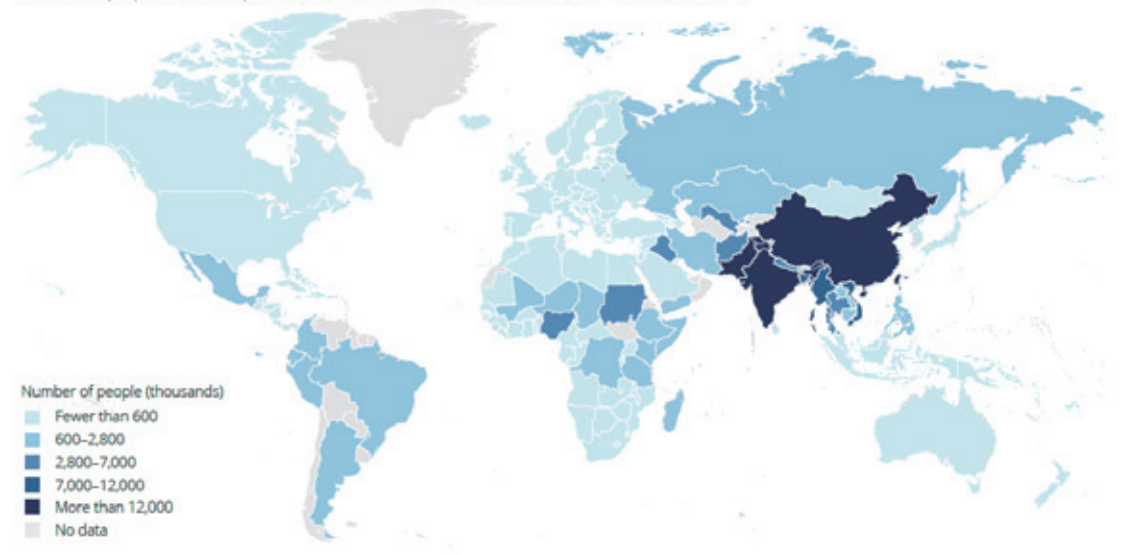 Number of people (thousands)
Fewer than 600
600–2,800
2,800–7,000
7,000–12,000
More than 12,000
No data